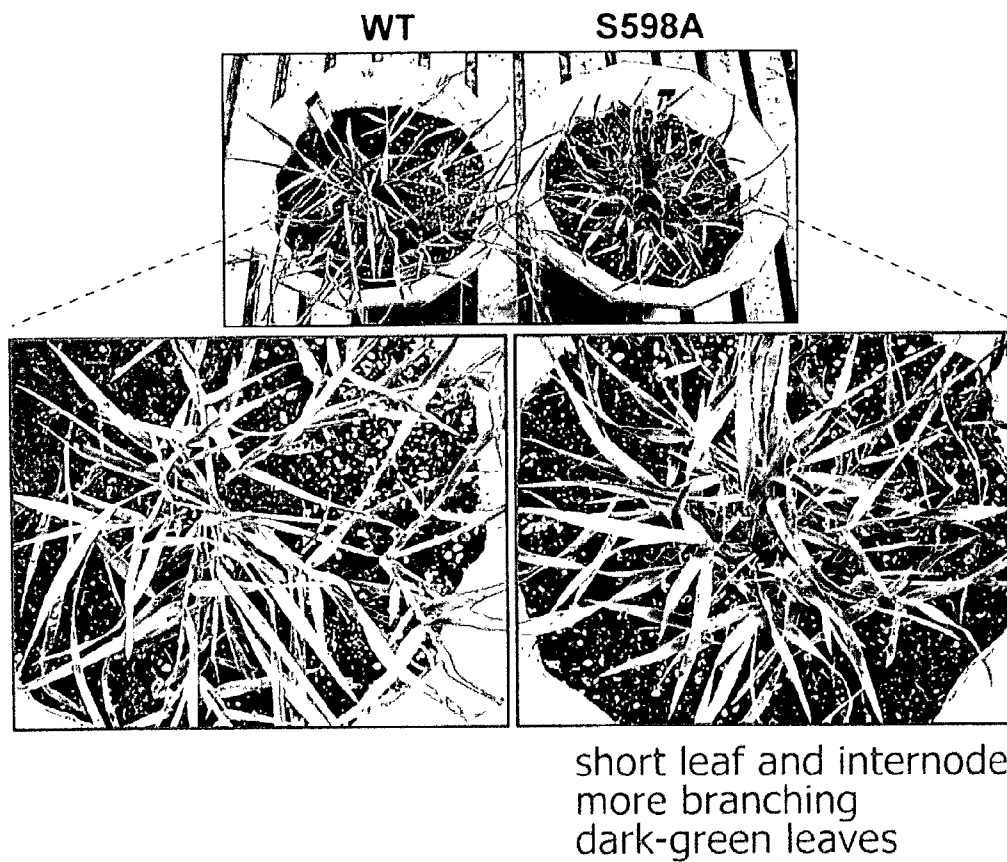 WT
S598A
short leaf and internode
more branching
dark-green leaves